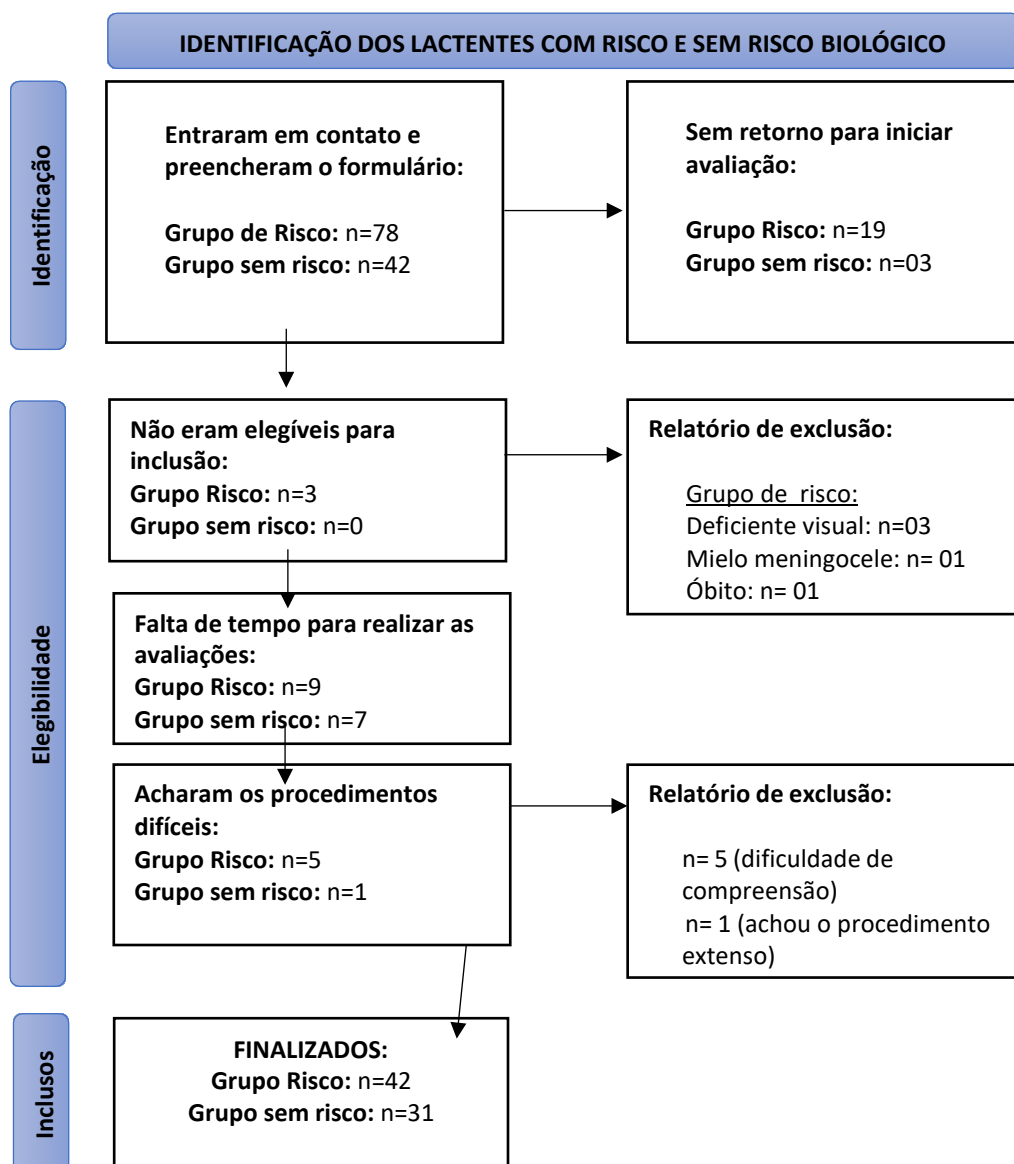 IDENTIFICAÇÃO DOS LACTENTES COM RISCO E SEM RISCO BIOLÓGICO
Identificação
Entraram em contato e
preencheram o formulário:
Grupo de Risco: n=78
Grupo sem risco: n=42
Sem retorno para iniciar
avaliação:
Grupo Risco: n=19
Grupo sem risco: n=03
Elegibilidade
Não eram elegíveis para
inclusão:
Grupo Risco: n=3
Grupo sem risco: n=0
Relatório de exclusão:
Grupo de  risco:
Deficiente visual: n=03
Mielo meningocele: n= 01
Óbito: n= 01
Falta de tempo para realizar as
avaliações:
Grupo Risco: n=9
Grupo sem risco: n=7
Acharam os procedimentos
difíceis:
Grupo Risco: n=5
Grupo sem risco: n=1
Relatório de exclusão:
n= 5 (dificuldade de
compreensão)
n= 1 (achou o procedimento
extenso)
Inclusos
FINALIZADOS:
Grupo Risco: n=42
Grupo sem risco: n=31